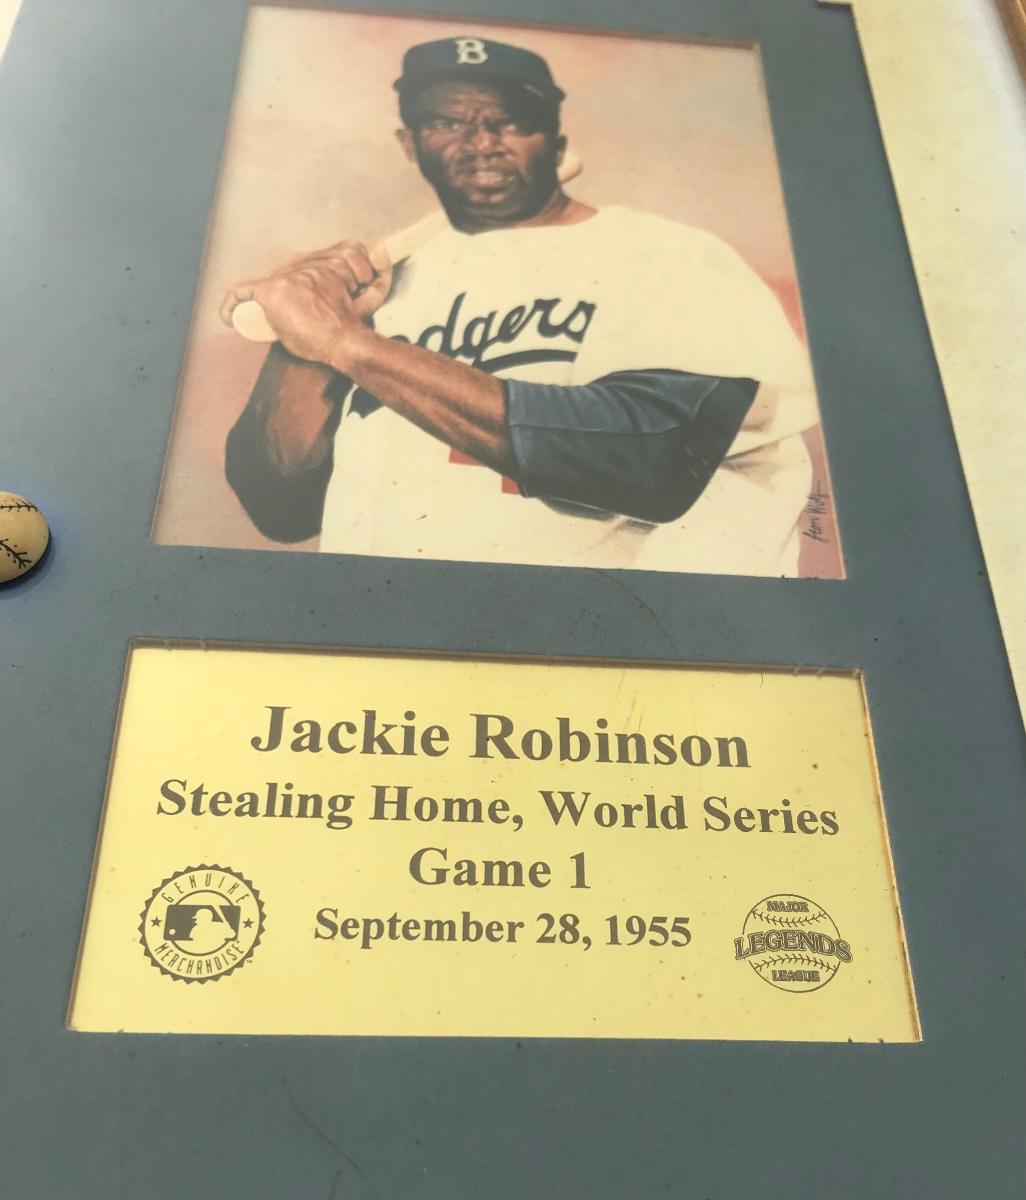 B
odgers
Jackie Robinson
Stealing Home, World Series
Game 1
September 28, 1955
GENUINE
MERCHANDISE
MAJOR
LEGENDS
LEAGUE